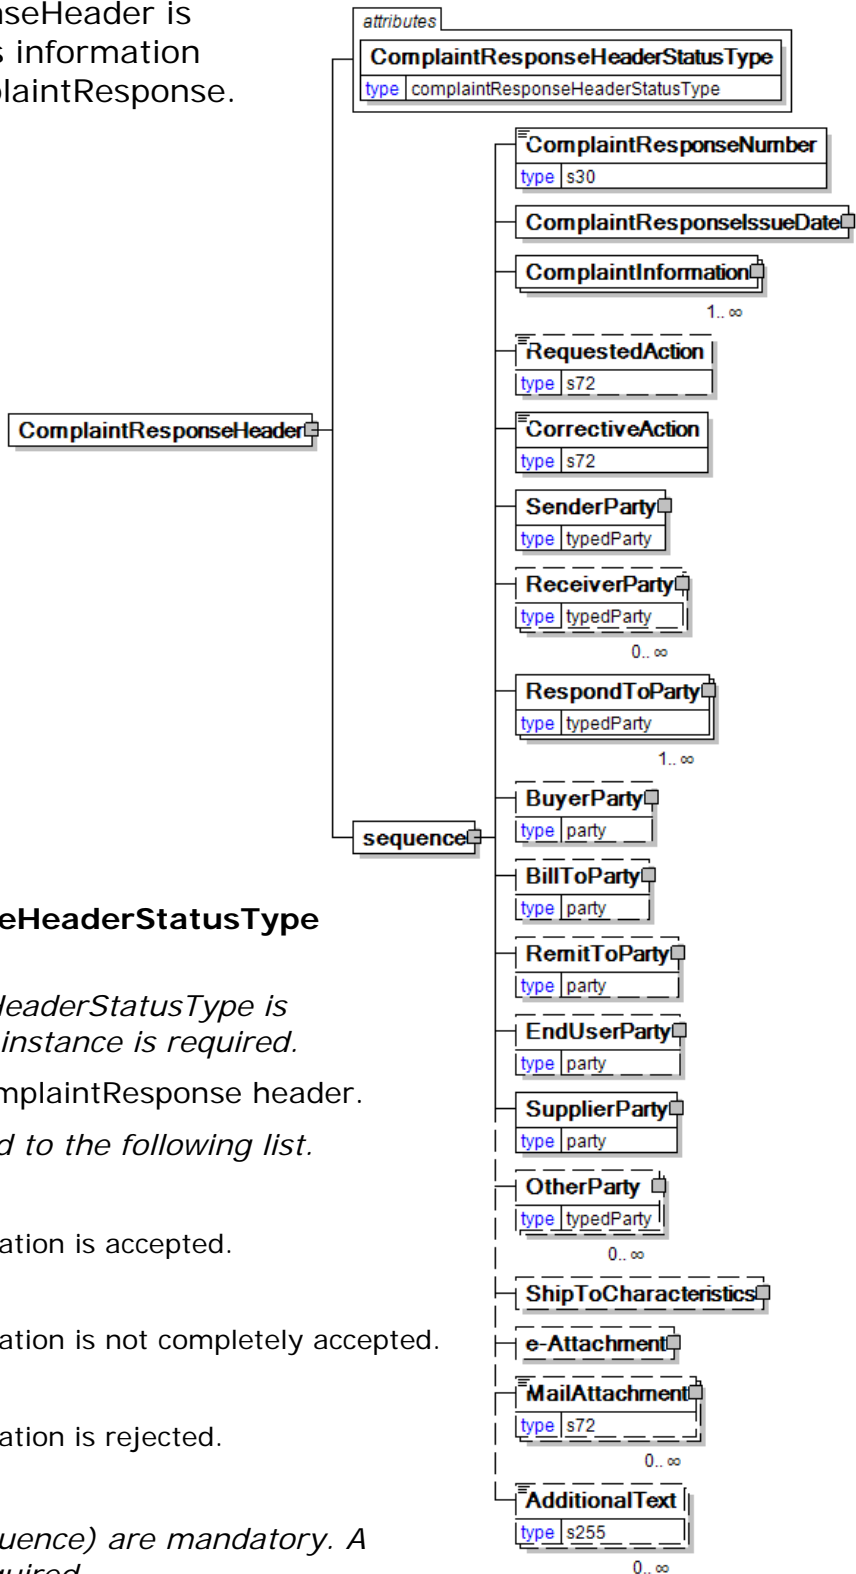 nseHeader is
s information
plaintResponse.
attributes
ComplaintResponseHeaderStatusType
type complaintResponseHeaderStatusType
ComplaintResponseNumber
type s30
ComplaintResponseIssueDate
ComplaintInformation
1..∞
RequestedAction
type s72
ComplaintResponseHeader
CorrectiveAction
type s72
SenderParty
type typedParty
ReceiverParty
type typedParty
0..∞
RespondToParty
type typedParty
1..∞
BuyerParty
type party
sequence
BillToParty
type party
RemitToParty
type party
EndUserParty
type party
SupplierParty
type party
OtherParty
type typedParty
0..∞
ShipToCharacteristics
e-Attachment
MailAttachment
type s72
0..∞
AdditionalText
type s255
0..∞
eHeaderStatusType
HeaderStatusType is
instance is required.
mplaintResponse header.
d to the following list.
ation is accepted.
ation is not completely accepted.
ation is rejected.
uence) are mandatory. A
quired